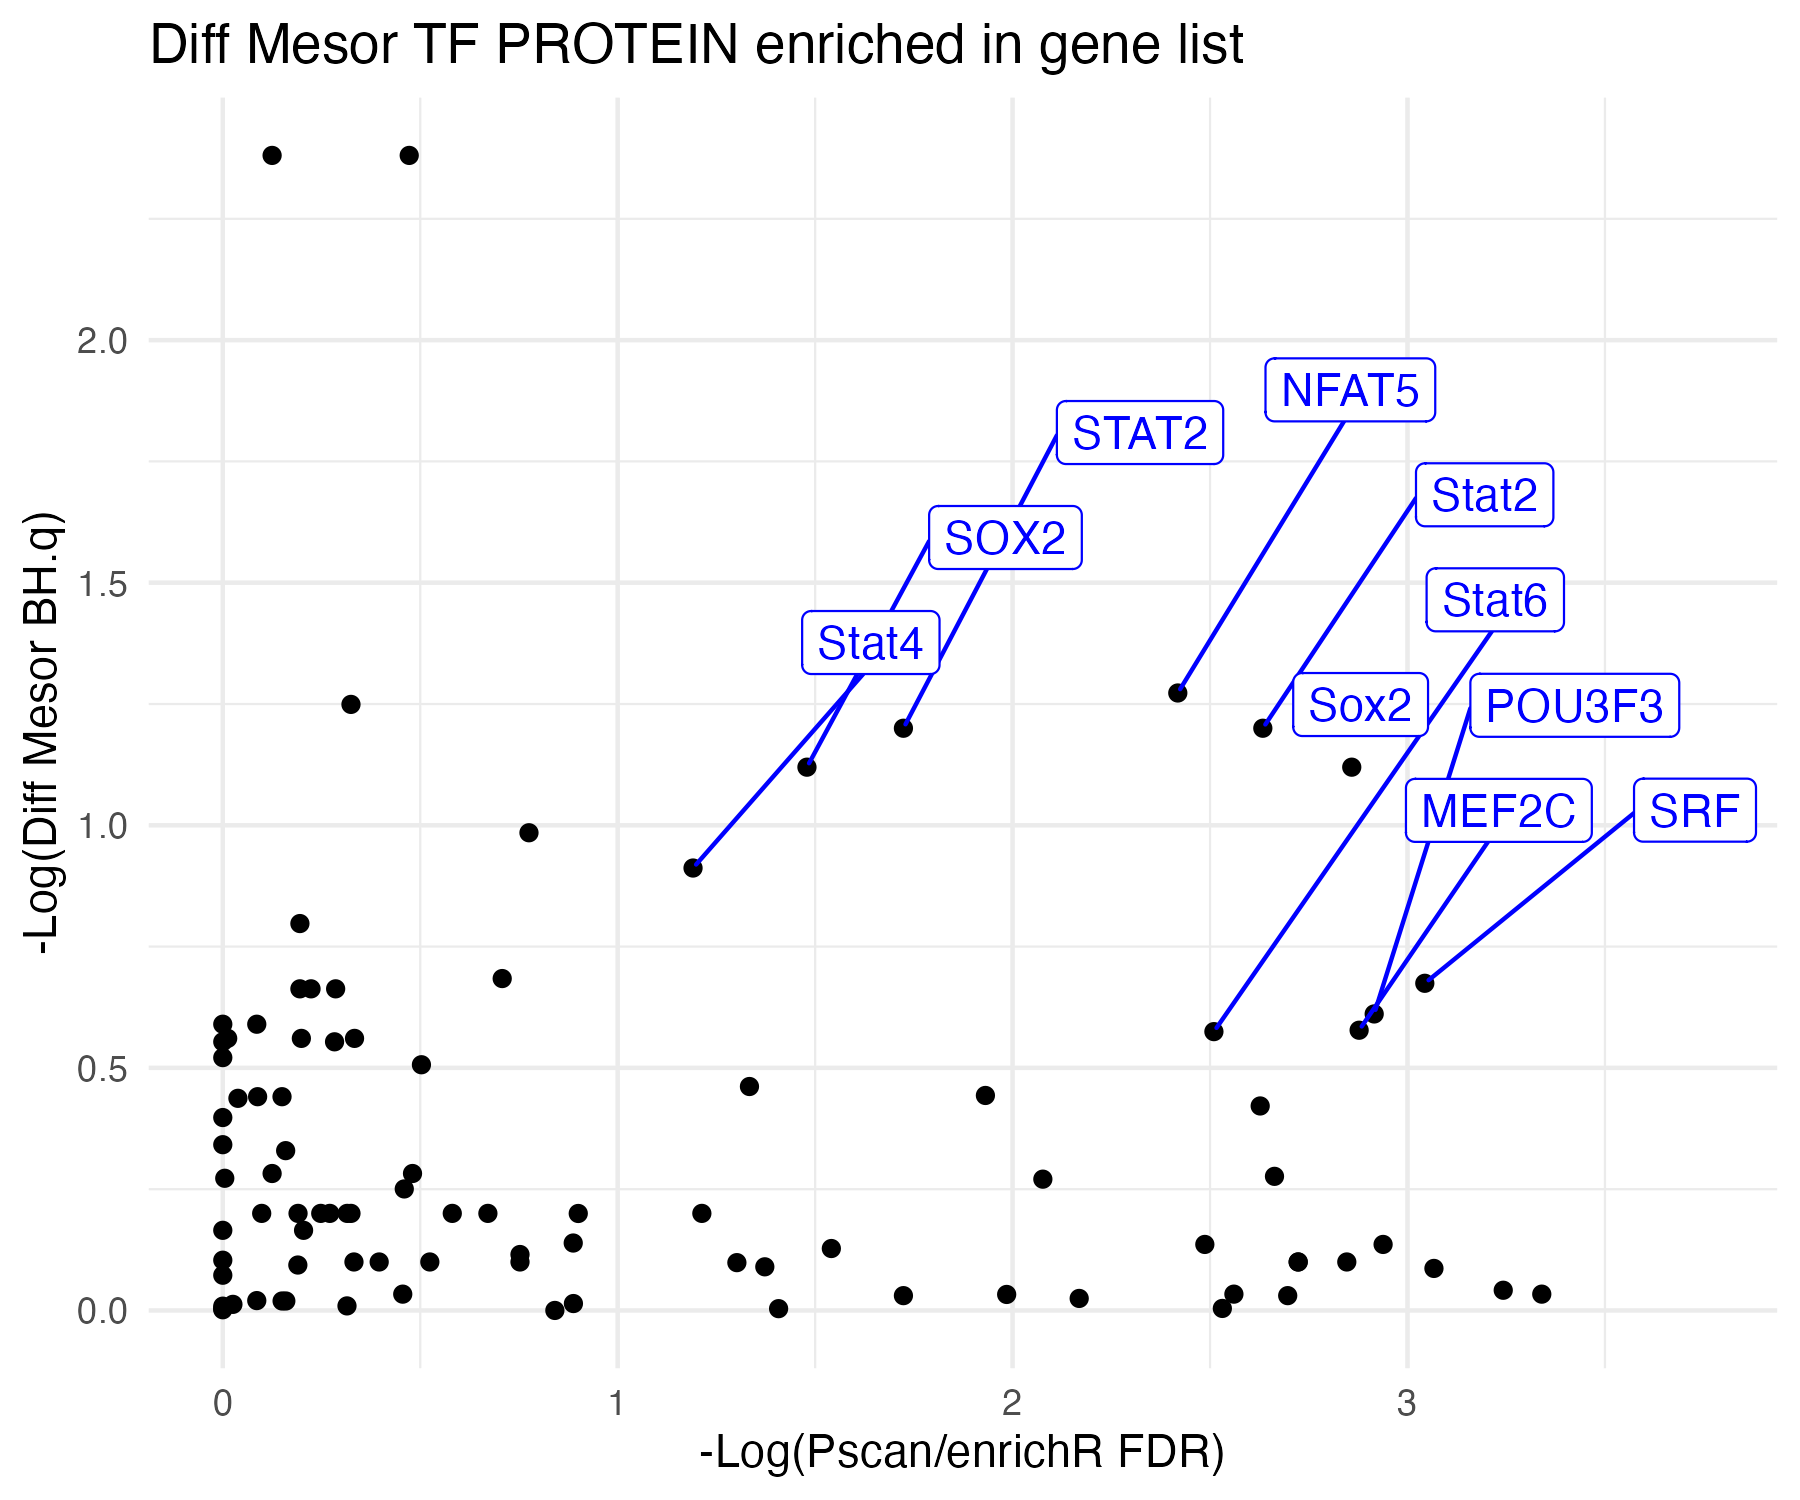 Diff Mesor TF PROTEIN enriched in gene list
-Log(Diff Mesor BH.q)
2.0
1.5
1.0
0.5
0.0
NFAT5
STAT2
Stat2
SOX2
Stat6
Stat4
Sox2
POU3F3
MEF2C
SRF
0
1
2
3
-Log(Pscan/enrichR FDR)